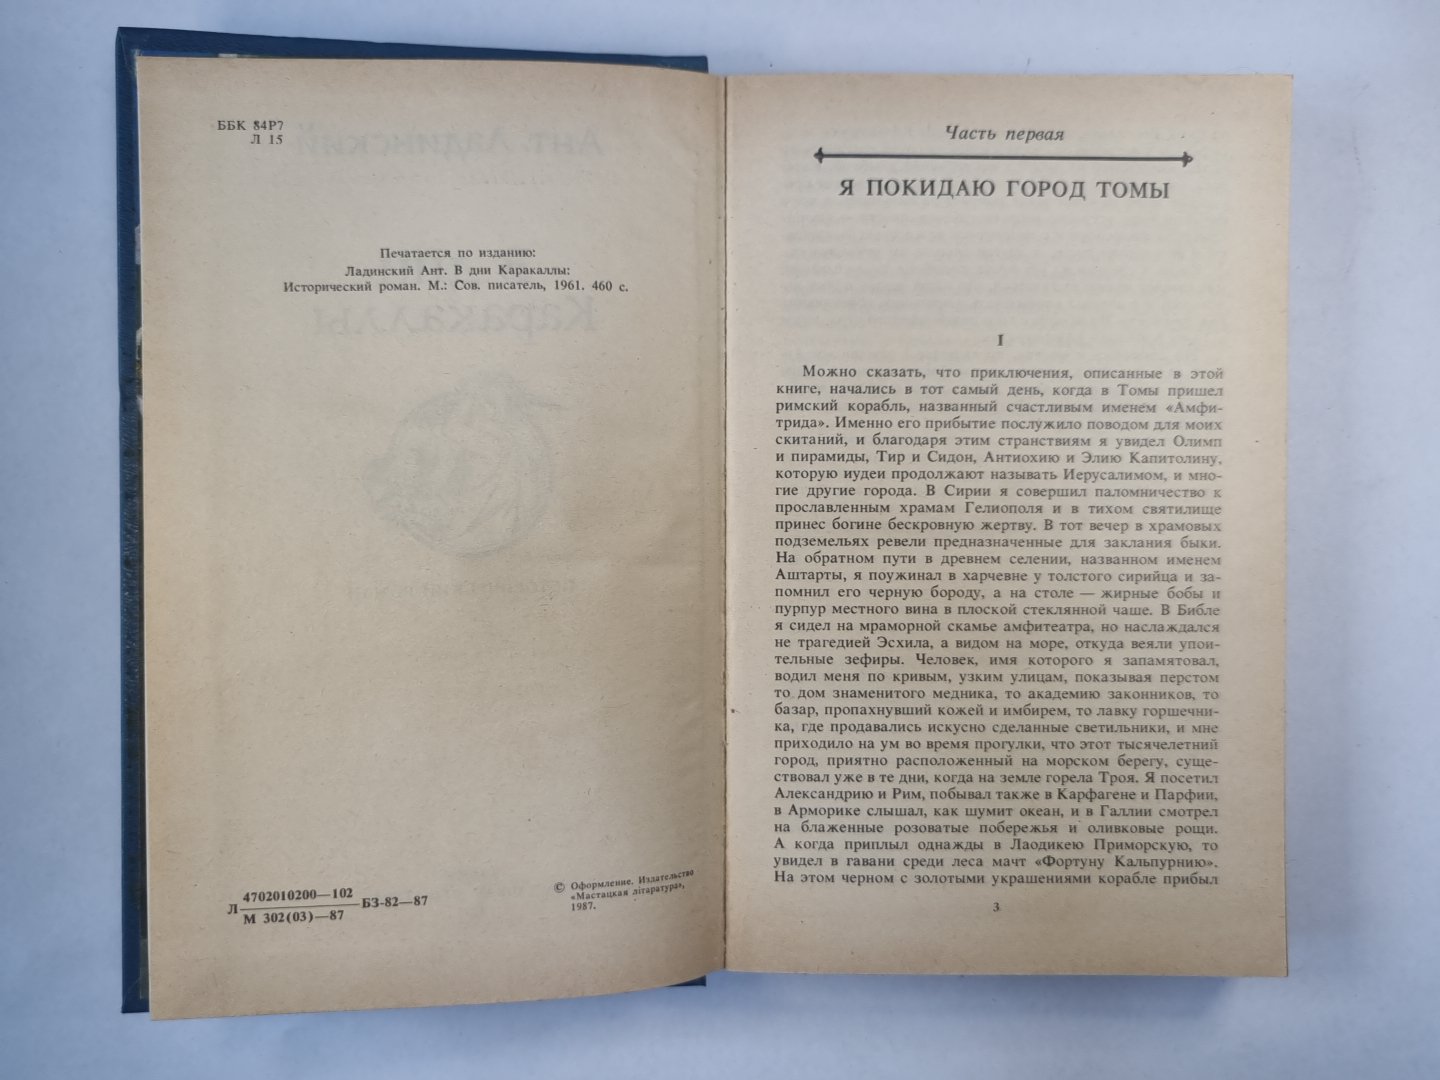 ББК 84Р7
Л 15
Печатается по изданию:
Ладинский Ант. В дни Каракаллы:
Исторический роман. М.: Сов. писатель, 1961. 460 с.
Л 4702010200—102
М 302(03)—87 БЗ-82—87
© Оформление. Издательство
«Мастацкая літаратура»,
1987.
Часть первая
Я ПОКИДАЮ ГОРОД ТОМЫ
I
Можно сказать, что приключения, описанные в этой
книге, начались в тот самый день, когда в Томы пришел
римский корабль, названный счастливым именем «Амфи-
трида». Именно его прибытие послужило поводом для моих
скитаний, и благодаря этим странствиям я увидел Олимп
и пирамиды, Тир и Сидон, Антиохию и Элию Капитолину,
которую иудеи продолжают называть Иерусалимом, и мно-
гие другие города. В Сирии я совершил паломничество к
прославленным храмам Гелиополя и в тихом святилище
принес богине бескровную жертву. В тот вечер в храмовых
подземельях ревели предназначенные для заклания быки.
На обратном пути в древнем селении, названном именем
Аштарты, я поужинал в харчевне у толстого сирийца и за-
помнил его черную бороду, а на столе — жирные бобы и
пурпур местного вина в плоской стеклянной чаше. В Библе
я сидел на мраморной скамье амфитеатра, но наслаждался
не трагедией Эсхила, а видом на море, откуда веяли упои-
тельные зефиры. Человек, имя которого я запамятовал,
водил меня по кривым, узким улицам, показывая перстом
то дом знаменитого медника, то академию законников, то
базар, пропахнувший кожей и имбирем, то лавку горшечни-
ка, где продавались искусно сделанные светильники, и мне
приходило на ум во время прогулки, что этот тысячелетний
город, приятно расположенный на морском берегу, суще-
ствовал уже в те дни, когда на земле горела Троя. Я посетил
Александрию и Рим, побывал также в Карфагене и Парфии,
в Арморике слышал, как шумит океан, и в Галлии смотрел
на блаженные розоватые побережья и оливковые рощи.
А когда приплыл однажды в Лаодикею Приморскую, то
увидел в гавани среди леса мачт «Фортуну Кальпурнию».
На этом черном с золотыми украшениями корабле прибыл
3